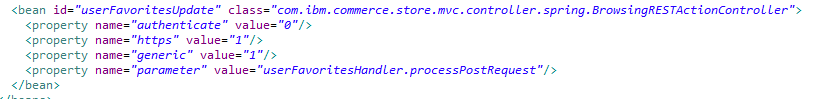 <bean id="userFavoritesUpdate" class="com.ibm.commerce.store.mvc.controller.spring.BrowsingRESTActionController">
<property name="authenticate" value="0"/>
<property name="https" value="1"/>
<property name="generic" value="1"/>
<property name="parameter" value="userFavoritesHandler.processPostRequest"/>
</bean>